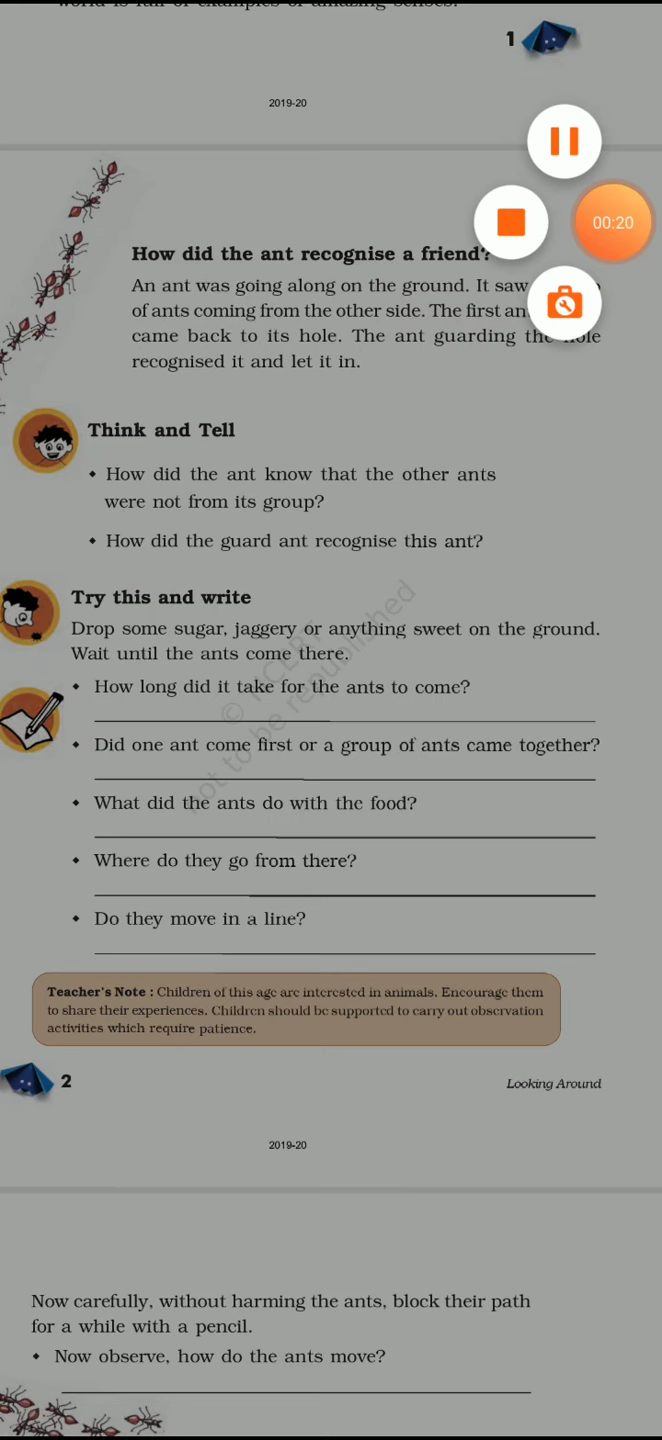 1
2019-20
00:20
How did the ant recognise a friend?
An ant was going along on the ground. It saw
of ants coming from the other side. The first
came back to its hole. The ant guarding the
recognised it and let it in.
Think and Tell
• How did the ant know that the other ants
were not from its group?
• How did the guard ant recognise this ant?
Try this and write
Drop some sugar, jaggery or anything sweet on the ground.
Wait until the ants come there.
• How long did it take for the ants to come?
• Did one ant come first or a group of ants came together?
• What did the ants do with the food?
• Where do they go from there?
• Do they move in a line?
© NCERT
not to be republished
Teacher's Note : Children of this age are interested in animals. Encourage them
to share their experiences. Children should be supported to carry out observation
activities which require patience.
2
Looking Around
2019-20
Now carefully, without harming the ants, block their path
for a while with a pencil.
• Now observe, how do the ants move?